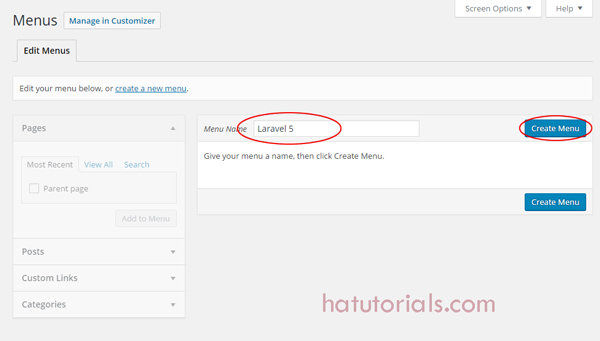 Screen Options Help
Menus Manage in Customizer
Edit Menus
Edit your menu below, or create a new menu.
Pages
Most Recent View All Search
Parent page
Add to Menu
Posts
Custom Links
Categories
Menu Name Laravel 5 Create Menu
Give your menu a name, then click Create Menu.
Create Menu
hatutorials.com